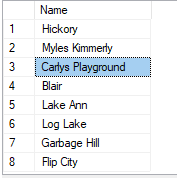 Name
1 Hickory
2 Myles Kimmerly
3 Carlys Playground
4 Blair
5 Lake Ann
6 Log Lake
7 Garbage Hill
8 Flip City